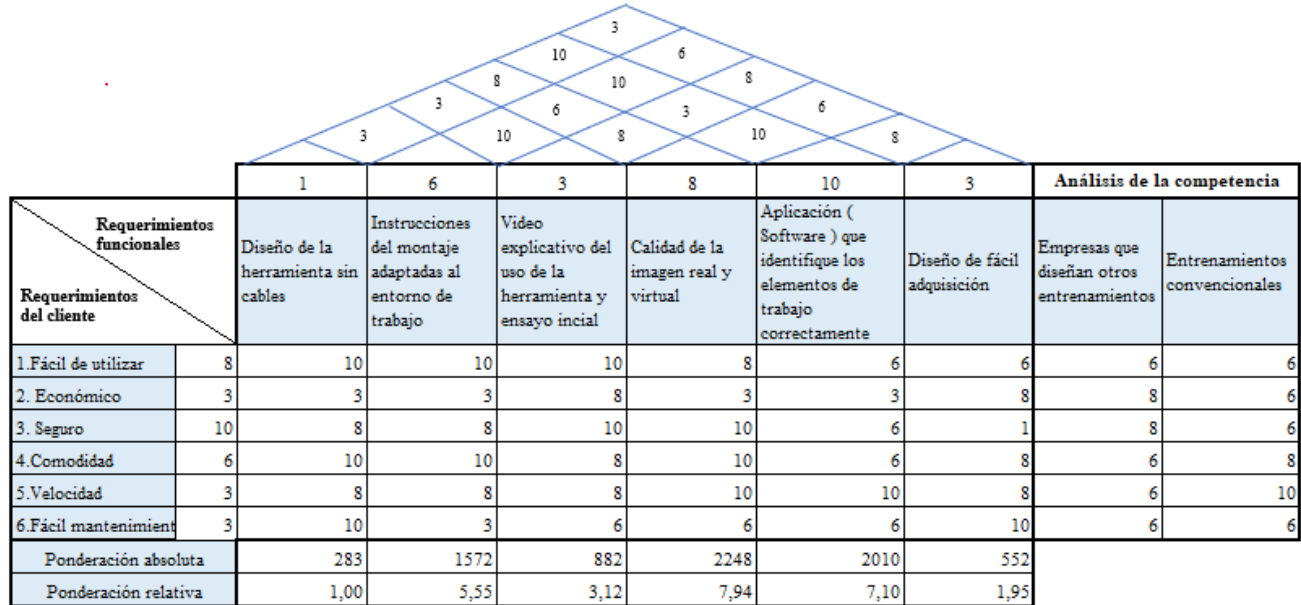 3
10 6
8 10 8
3 6 3 6
3 10 8 10 8
1 6 3 8 10 3 Análisis de la competencia
Requerimientos
funcionales
Requerimientos
del cliente
Diseño de la
herramienta sin
cables
Instrucciones
del montaje
adaptadas al
entorno de
trabajo
Video
explicativo del
uso de la
herramienta y
ensayo incial
Calidad de la
imagen real y
virtual
Aplicación (
Software ) que
identifique los
elementos de
trabajo
correctamente
Diseño de fácil
adquisición
Empresas que
diseñan otros
entrenamientos
Entrenamientos
convencionales
1.Fácil de utilizar 8 10 10 10 8 6 6 6 6
2. Económico 3 3 3 8 3 3 8 8 6
3. Seguro 10 8 8 10 10 6 1 8 6
4.Comodidad 6 10 10 8 10 6 8 6 8
5.Velocidad 3 8 8 8 10 10 8 6 10
6.Fácil mantenimient 3 10 3 6 6 6 10 6 6
Ponderación absoluta 283 1572 882 2248 2010 552
Ponderación relativa 1,00 5,55 3,12 7,94 7,10 1,95